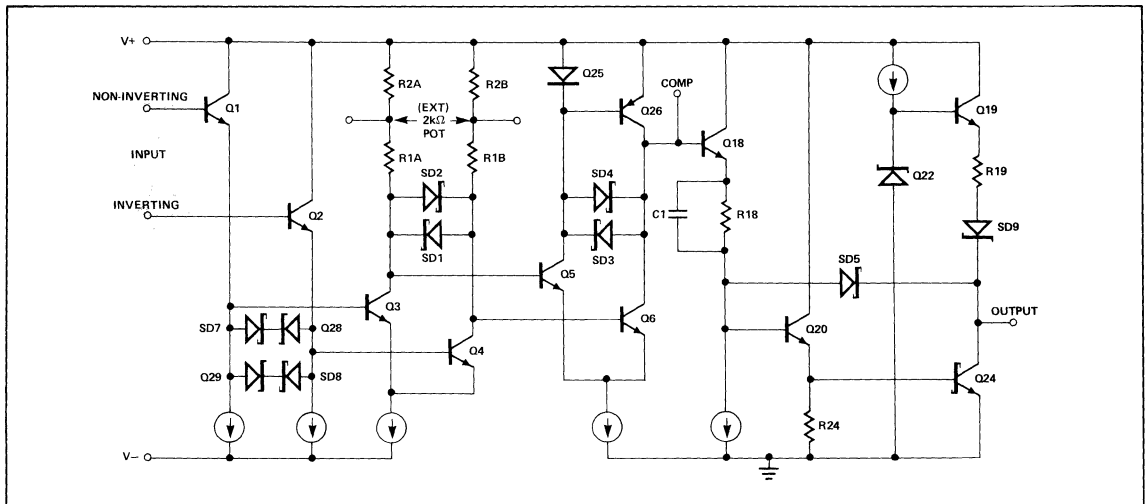 V+
NON-INVERTING
INPUT
INVERTING
Q1
Q2
R2A
R2B
(EXT)
2kΩ
POT
R1A
R1B
SD2
SD1
Q3
Q4
SD7
Q28
Q29
SD8
V−
Q25
Q26
COMP
SD4
SD3
Q5
Q6
Q18
C1
R18
SD5
Q20
R24
Q22
Q19
R19
SD9
OUTPUT
Q24